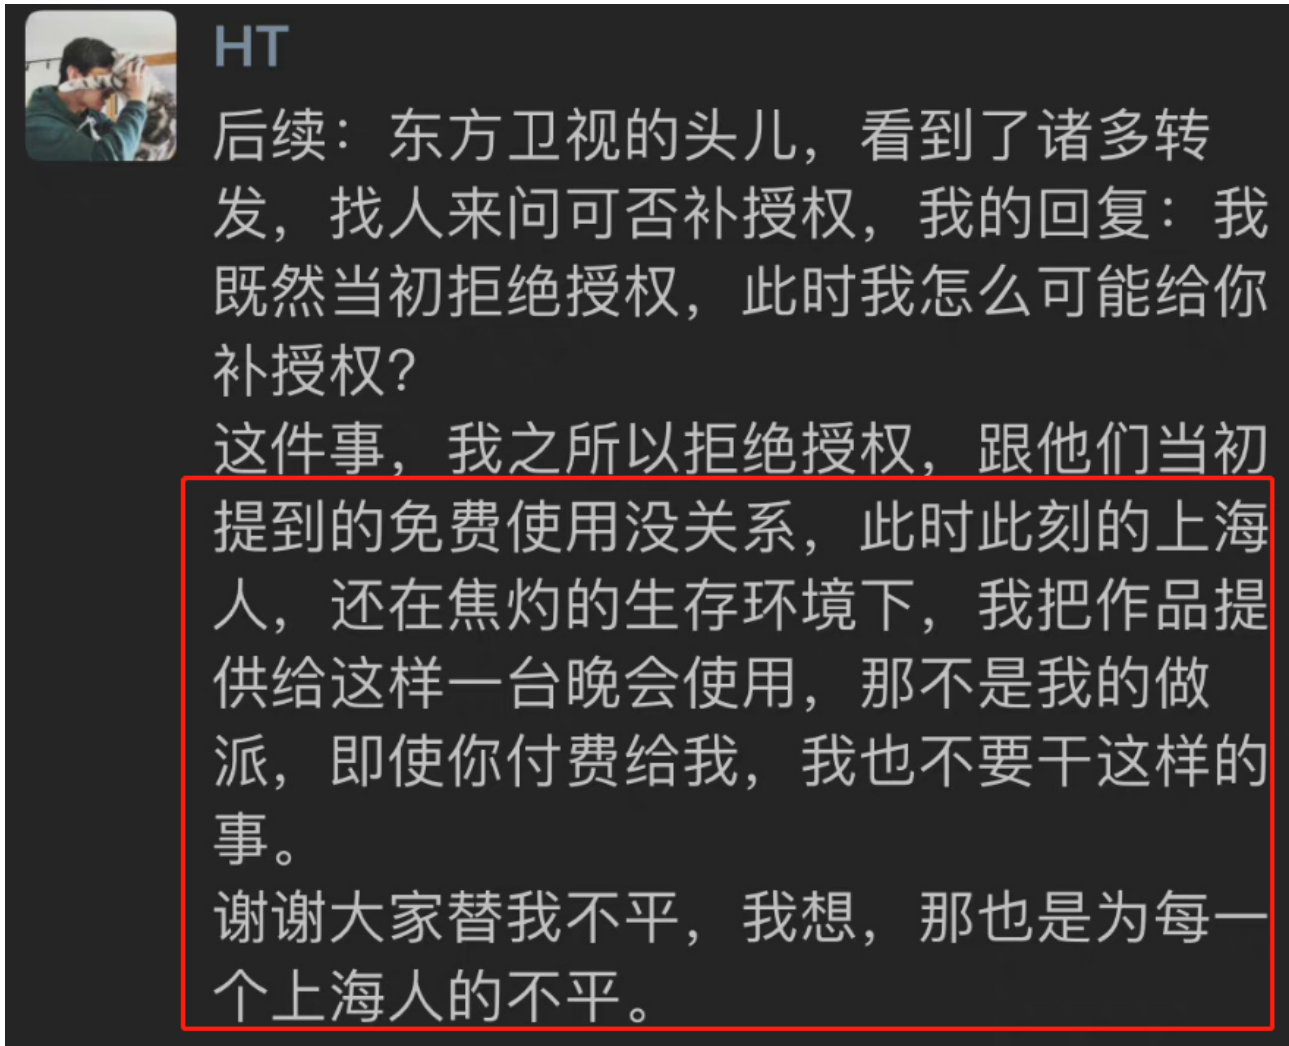 HT
后续：东方卫视的头儿，看到了诸多转
发，找人来问可否补授权，我的回复：我
既然当初拒绝授权，此时我怎么可能给你
补授权?
这件事，我之所以拒绝授权，跟他们当初
提到的免费使用没关系，此时此刻的上海
人，还在焦灼的生存环境下，我把作品提
供给这样一台晚会使用，那不是我的做
派，即使你付费给我，我也不要干这样的
事。
谢谢大家替我不平，我想，那也是为每一
个上海人的不平。